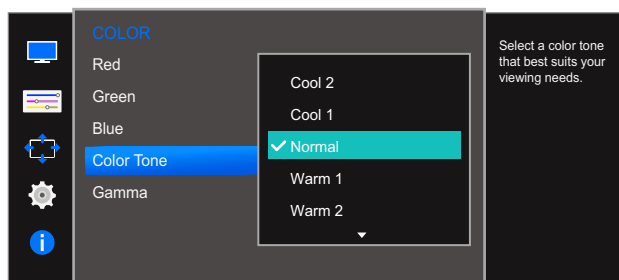 COLOR
Red
Green
Blue
Color Tone
Gamma
Cool 2
Cool 1
Normal
Warm 1
Warm 2
Select a color tone
that best suits your
viewing needs.